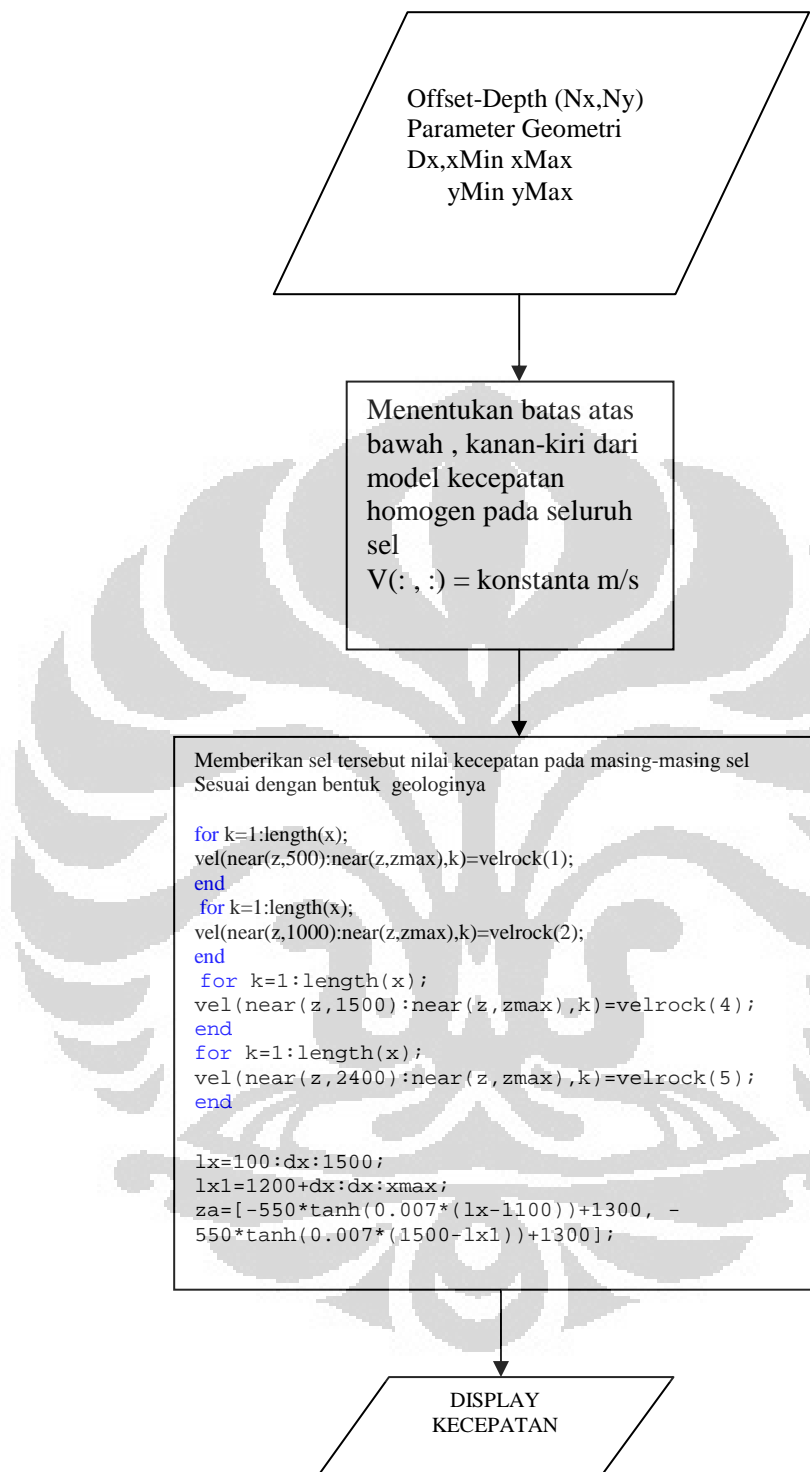 Offset-Depth (Nx,Ny)
Parameter Geometri
Dx,xMin xMax
yMin yMax
Menentukan batas atas
bawah , kanan-kiri dari
model kecepatan
homogen pada seluruh
sel
V(: , :) = konstanta m/s
Memberikan sel tersebut nilai kecepatan pada masing-masing sel
Sesuai dengan bentuk geologinya
for k=1:length(x);
vel(near(z,500):near(z,zmax),k)=velrock(1);
end
for k=1:length(x);
vel(near(z,1000):near(z,zmax),k)=velrock(2);
end
for k=1:length(x);
vel(near(z,1500):near(z,zmax),k)=velrock(4);
end
for k=1:length(x);
vel(near(z,2400):near(z,zmax),k)=velrock(5);
end
lx=100:dx:1500;
lx1=1200+dx:dx:xmax;
za=[-550*tanh(0.007*(lx-1100))+1300, -
550*tanh(0.007*(1500-lx1))+1300];
DISPLAY
KECEPATAN